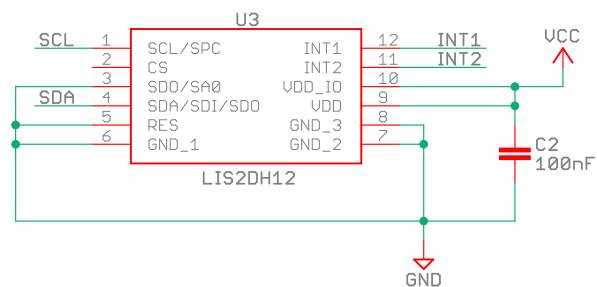 U3
VCC
SCL 1 SCL/SPC INT1 12 INT1
2 CS INT2 11 INT2
3 SDO/SA0 VDD_IO 10
SDA 4 SDA/SDI/SDO VDD 9
5 RES GND_3 8
6 GND_1 GND_2 7
C2
100nF
LIS2DH12
GND